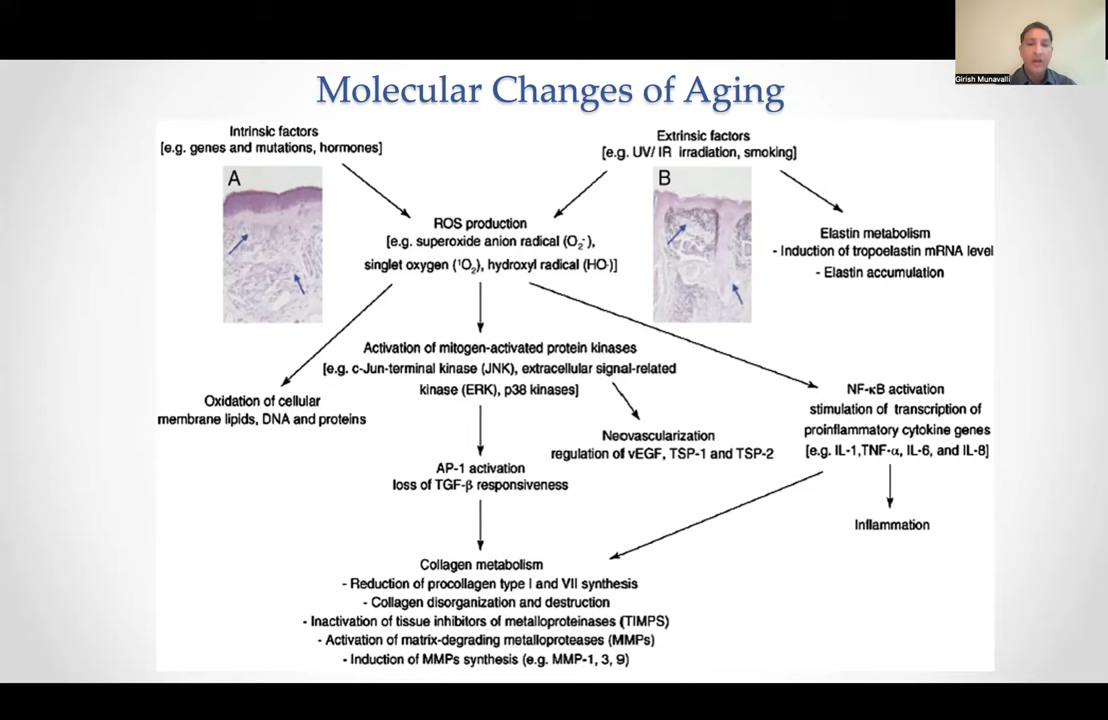 Girish Munavalli
Molecular Changes of Aging
Intrinsic factors
[e.g. genes and mutations, hormones]
Extrinsic factors
[e.g. UV/ IR irradiation, smoking]
A
B
ROS production
[e.g. superoxide anion radical (O₂⁻),
singlet oxygen (¹O₂), hydroxyl radical (HO·)]
Elastin metabolism
- Induction of tropoelastin mRNA level
- Elastin accumulation
Activation of mitogen-activated protein kinases
[e.g. c-Jun-terminal kinase (JNK), extracellular signal-related
kinase (ERK), p38 kinases]
Oxidation of cellular
membrane lipids, DNA and proteins
NF-κB activation
stimulation of transcription of
proinflammatory cytokine genes
[e.g. IL-1,TNF-α, IL-6, and IL-8]
Neovascularization
regulation of vEGF, TSP-1 and TSP-2
AP-1 activation
loss of TGF-β responsiveness
Inflammation
Collagen metabolism
- Reduction of procollagen type I and VII synthesis
- Collagen disorganization and destruction
- Inactivation of tissue inhibitors of metalloproteinases (TIMPS)
- Activation of matrix-degrading metalloproteases (MMPs)
- Induction of MMPs synthesis (e.g. MMP-1, 3, 9)